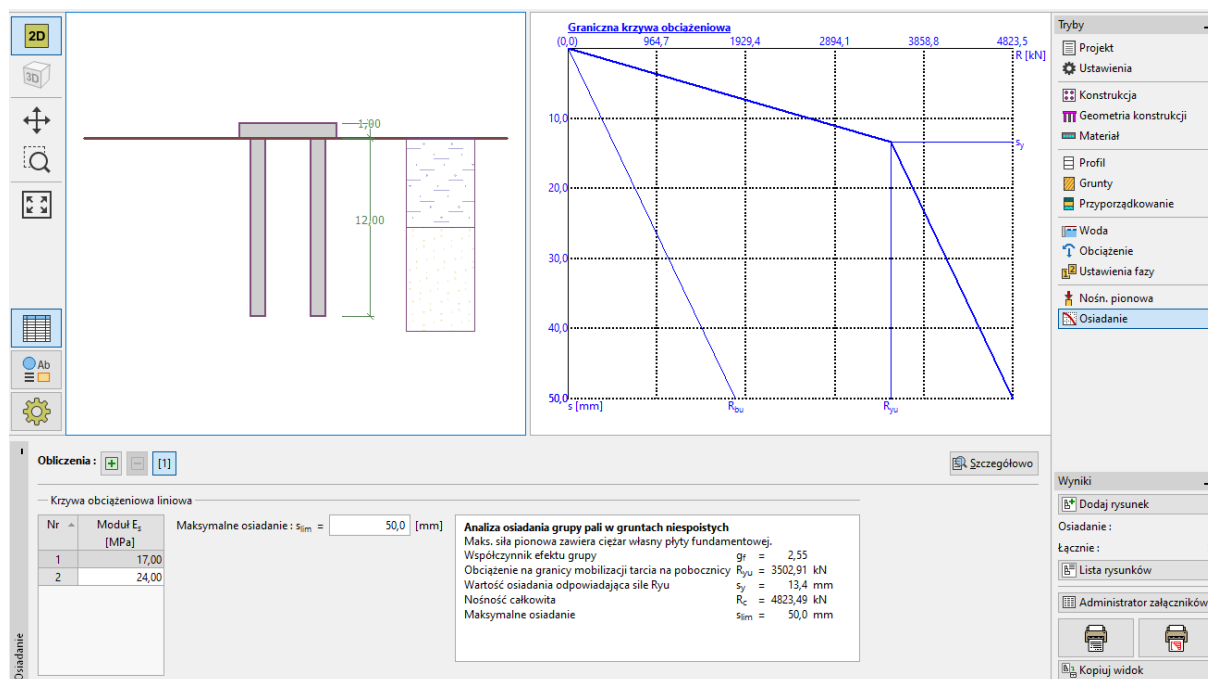 2D
3D
Ab
1,00
12,00
Graniczna krzywa obciążeniowa
(0,0) 964,7 1929,4 2894,1 3858,8 4823,5
R [kN]
10,0
20,0
30,0
40,0
50,0
s [mm]
Rbu
Ryu
sy
Tryby
Projekt
Ustawienia
Konstrukcja
Geometria konstrukcji
Materiał
Profil
Grunty
Przyporządkowanie
Woda
Obciążenie
Ustawienia fazy
Nośn. pionowa
Osiadanie
Osiadanie
Obliczenia : [1]
Szczegółowo
Krzywa obciążeniowa liniowa
Nr Moduł Es
[MPa]
1 17,00
2 24,00
Maksymalne osiadanie : slim = 50,0 [mm]
Analiza osiadania grupy pali w gruntach niespoistych
Maks. siła pionowa zawiera ciężar własny płyty fundamentowej.
Współczynnik efektu grupy gf = 2,55
Obciążenie na granicy mobilizacji tarcia na pobocznicy Ryu = 3502,91 kN
Wartość osiadania odpowiadająca sile Ryu sy = 13,4 mm
Nośność całkowita Rc = 4823,49 kN
Maksymalne osiadanie slim = 50,0 mm
Wyniki
Dodaj rysunek
Osiadanie :
Łącznie :
Lista rysunków
Administrator załączników
Kopiuj widok